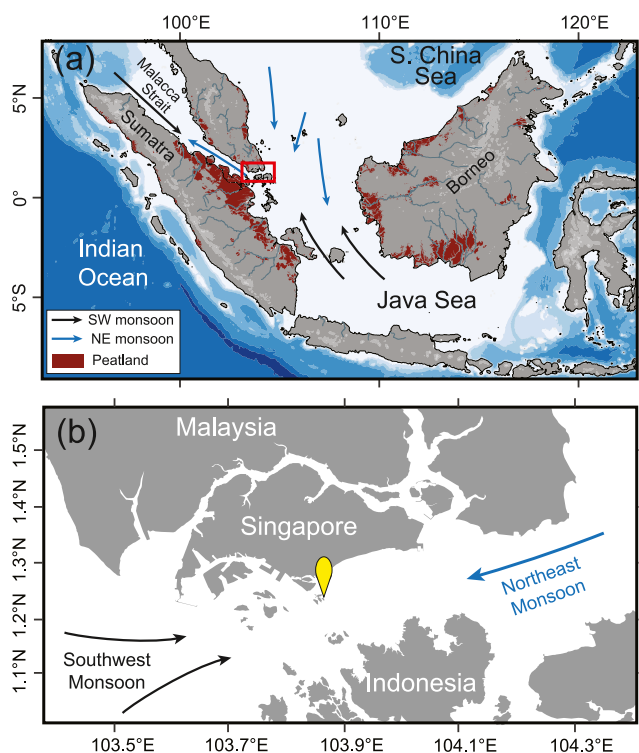 100°E
110°E
120°E
(a)
S. China
Sea
Malacca
Strait
5°N
Sumatra
Borneo
0°
Indian
Ocean
Java Sea
5°S
SW monsoon
NE monsoon
Peatland
(b)
Malaysia
1.5°N
1.4°N
Singapore
1.3°N
Northeast
Monsoon
1.2°N
Southwest
Monsoon
1.1°N
Indonesia
103.5°E
103.7°E
103.9°E
104.1°E
104.3°E